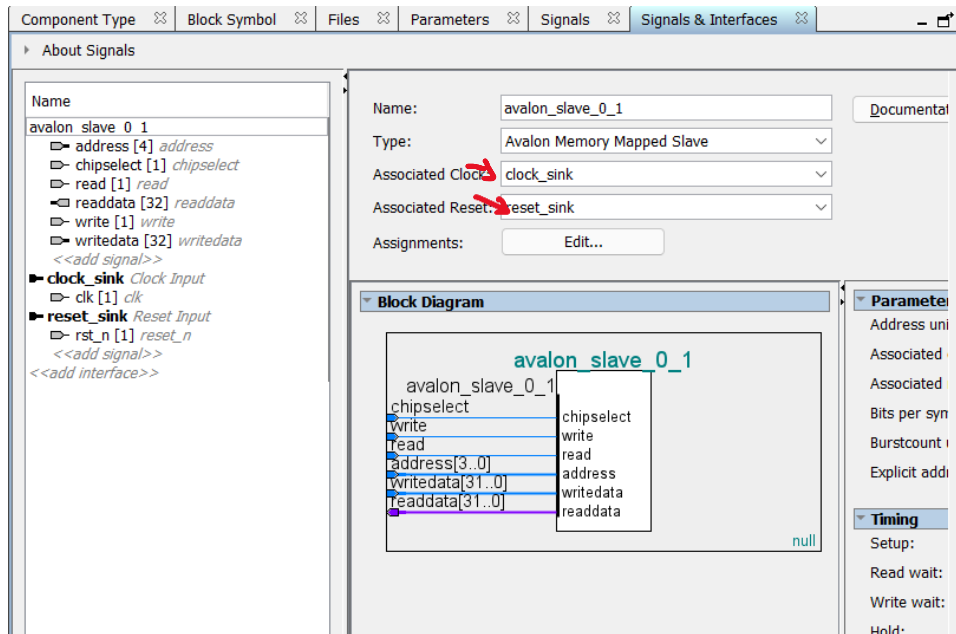 Component Type Block Symbol Files Parameters Signals Signals & Interfaces
About Signals
Name
avalon_slave_0_1
address [4] address
chipselect [1] chipselect
read [1] read
readdata [32] readdata
write [1] write
writedata [32] writedata
<<add signal>>
clock_sink Clock Input
clk [1] clk
reset_sink Reset Input
rst_n [1] reset_n
<<add signal>>
<<add interface>>
Name: avalon_slave_0_1
Documentat
Type: Avalon Memory Mapped Slave
Associated Clock: clock_sink
Associated Reset: reset_sink
Assignments: Edit...
Block Diagram
avalon_slave_0_1
avalon_slave_0_1
chipselect
write
read
address[3..0]
writedata[31..0]
readdata[31..0]
chipselect
write
read
address
writedata
readdata
null
Parameter
Address uni
Associated
Associated
Bits per sym
Burstcount
Explicit addr
Timing
Setup:
Read wait:
Write wait:
Hold: